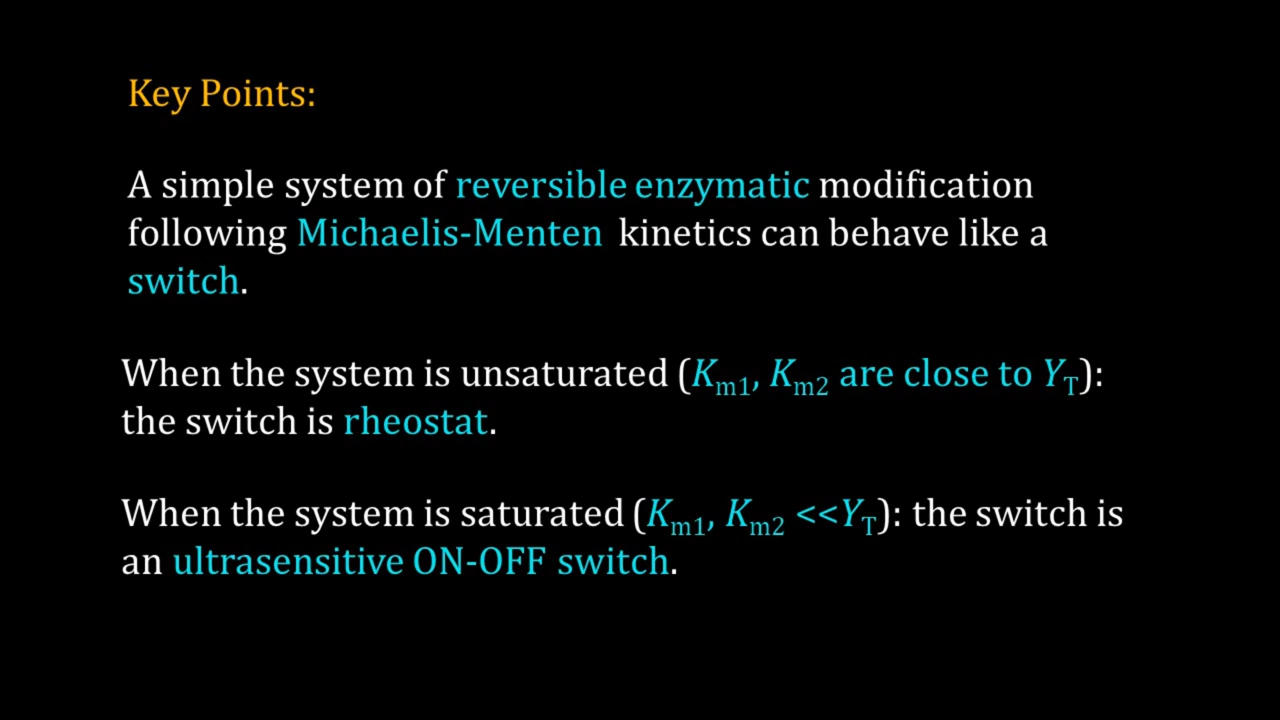 Key Points:
A simple system of reversible enzymatic modification
following Michaelis-Menten kinetics can behave like a
switch.
When the system is unsaturated (Km1, Km2 are close to YT):
the switch is rheostat.
When the system is saturated (Km1, Km2 <<YT): the switch is
an ultrasensitive ON-OFF switch.